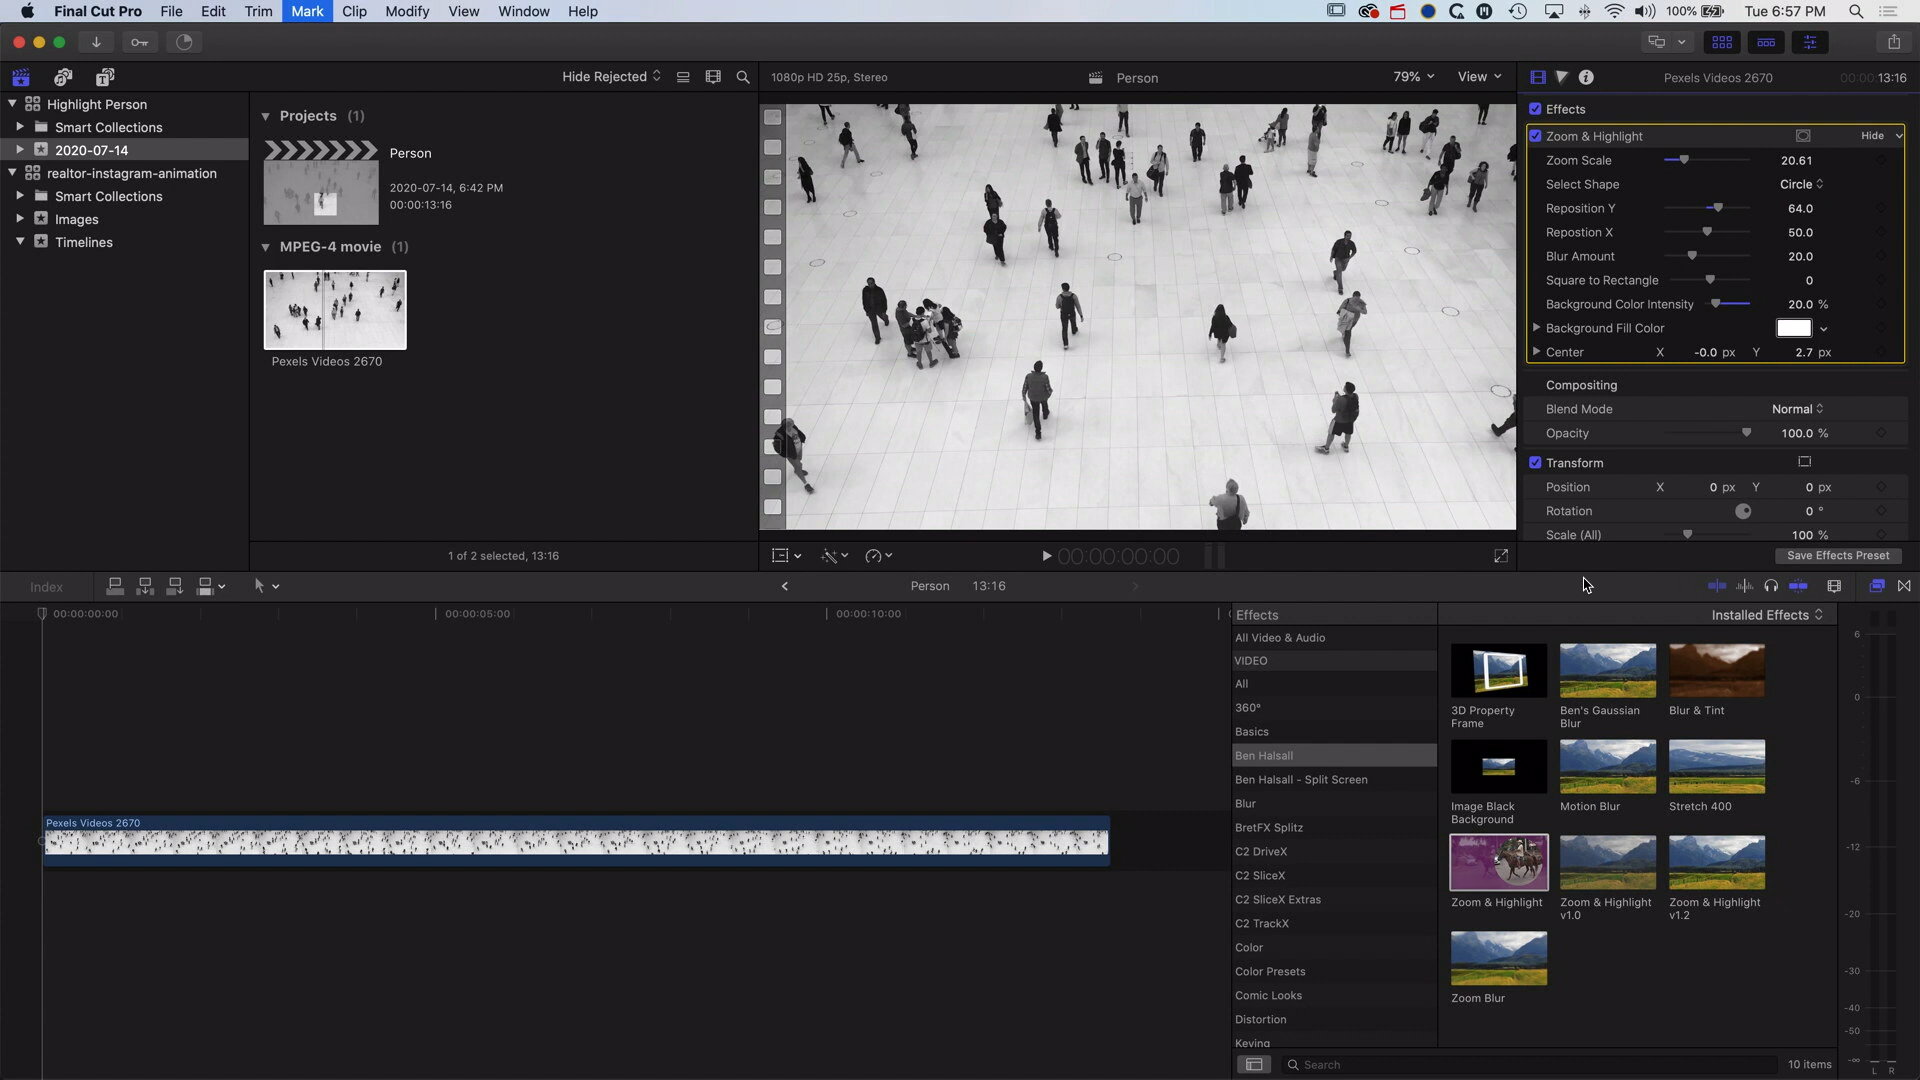 Final Cut Pro File Edit Trim Mark Clip Modify View Window Help 100% Tue 6:57 PM
Hide Rejected 1080p HD 25p, Stereo Person 79% View Pexels Videos 2670 00:00:13:16
Highlight Person
Smart Collections
2020-07-14
realtor-instagram-animation
Smart Collections
Images
Timelines
Projects (1)
Person
2020-07-14, 6:42 PM
00:00:13:16
MPEG-4 movie (1)
Pexels Videos 2670
1 of 2 selected, 13:16
00:00:00:00
Effects
Zoom & Highlight Hide
Zoom Scale 20.61
Select Shape Circle
Reposition Y 64.0
Repostion X 50.0
Blur Amount 20.0
Square to Rectangle 0
Background Color Intensity 20.0 %
Background Fill Color
Center X -0.0 px Y 2.7 px
Compositing
Blend Mode Normal
Opacity 100.0 %
Transform
Position X 0 px Y 0 px
Rotation 0 °
Scale (All) 100 %
Save Effects Preset
Index Person 13:16
00:00:00:00 00:00:05:00 00:00:10:00
Pexels Videos 2670
Effects Installed Effects
All Video & Audio
VIDEO
All
360°
Basics
Ben Halsall
Ben Halsall - Split Screen
Blur
BretFX Splitz
C2 DriveX
C2 SliceX
C2 SliceX Extras
C2 TrackX
Color
Color Presets
Comic Looks
Distortion
Keying
3D Property Frame
Ben's Gaussian Blur
Blur & Tint
Image Black Background
Motion Blur
Stretch 400
Zoom & Highlight
Zoom & Highlight v1.0
Zoom & Highlight v1.2
Zoom Blur
Search 10 items
6
0
-6
-12
-20
-30
-40
-50
-∞
L R